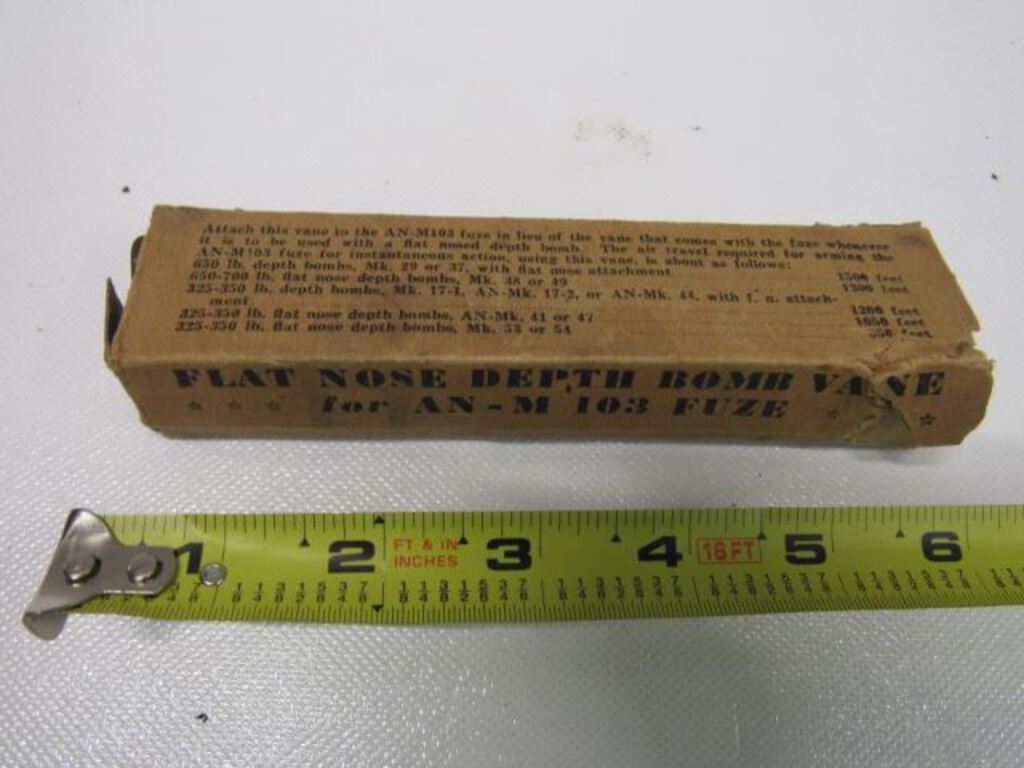 Attach this vane to the AN-M103 fuze in lieu of the vane that comes with the fuze whenever
it is to be used with a flat nosed depth bomb. The air travel required for arming the
AN-M103 fuze for instantaneous action, using this vane, is about as follows:
650 lb. depth bombs, Mk. 29 or 37, with flat nose attachment 1500 feet
650-700 lb. flat nose depth bombs, Mk. 38 or 49 1300 feet
325-350 lb. depth bombs, Mk. 17-1, AN-Mk. 17-2, or AN-Mk. 44, with f. n. attach-
ment 1200 feet
325-350 lb. flat nose depth bombs, AN-Mk. 41 or 47 1050 feet
325-350 lb. flat nose depth bombs, Mk. 53 or 54 350 feet
FLAT NOSE DEPTH BOMB VANE
for AN-M 103 FUZE
1 2 FT & IN 3 4 16 FT 5 6
INCHES